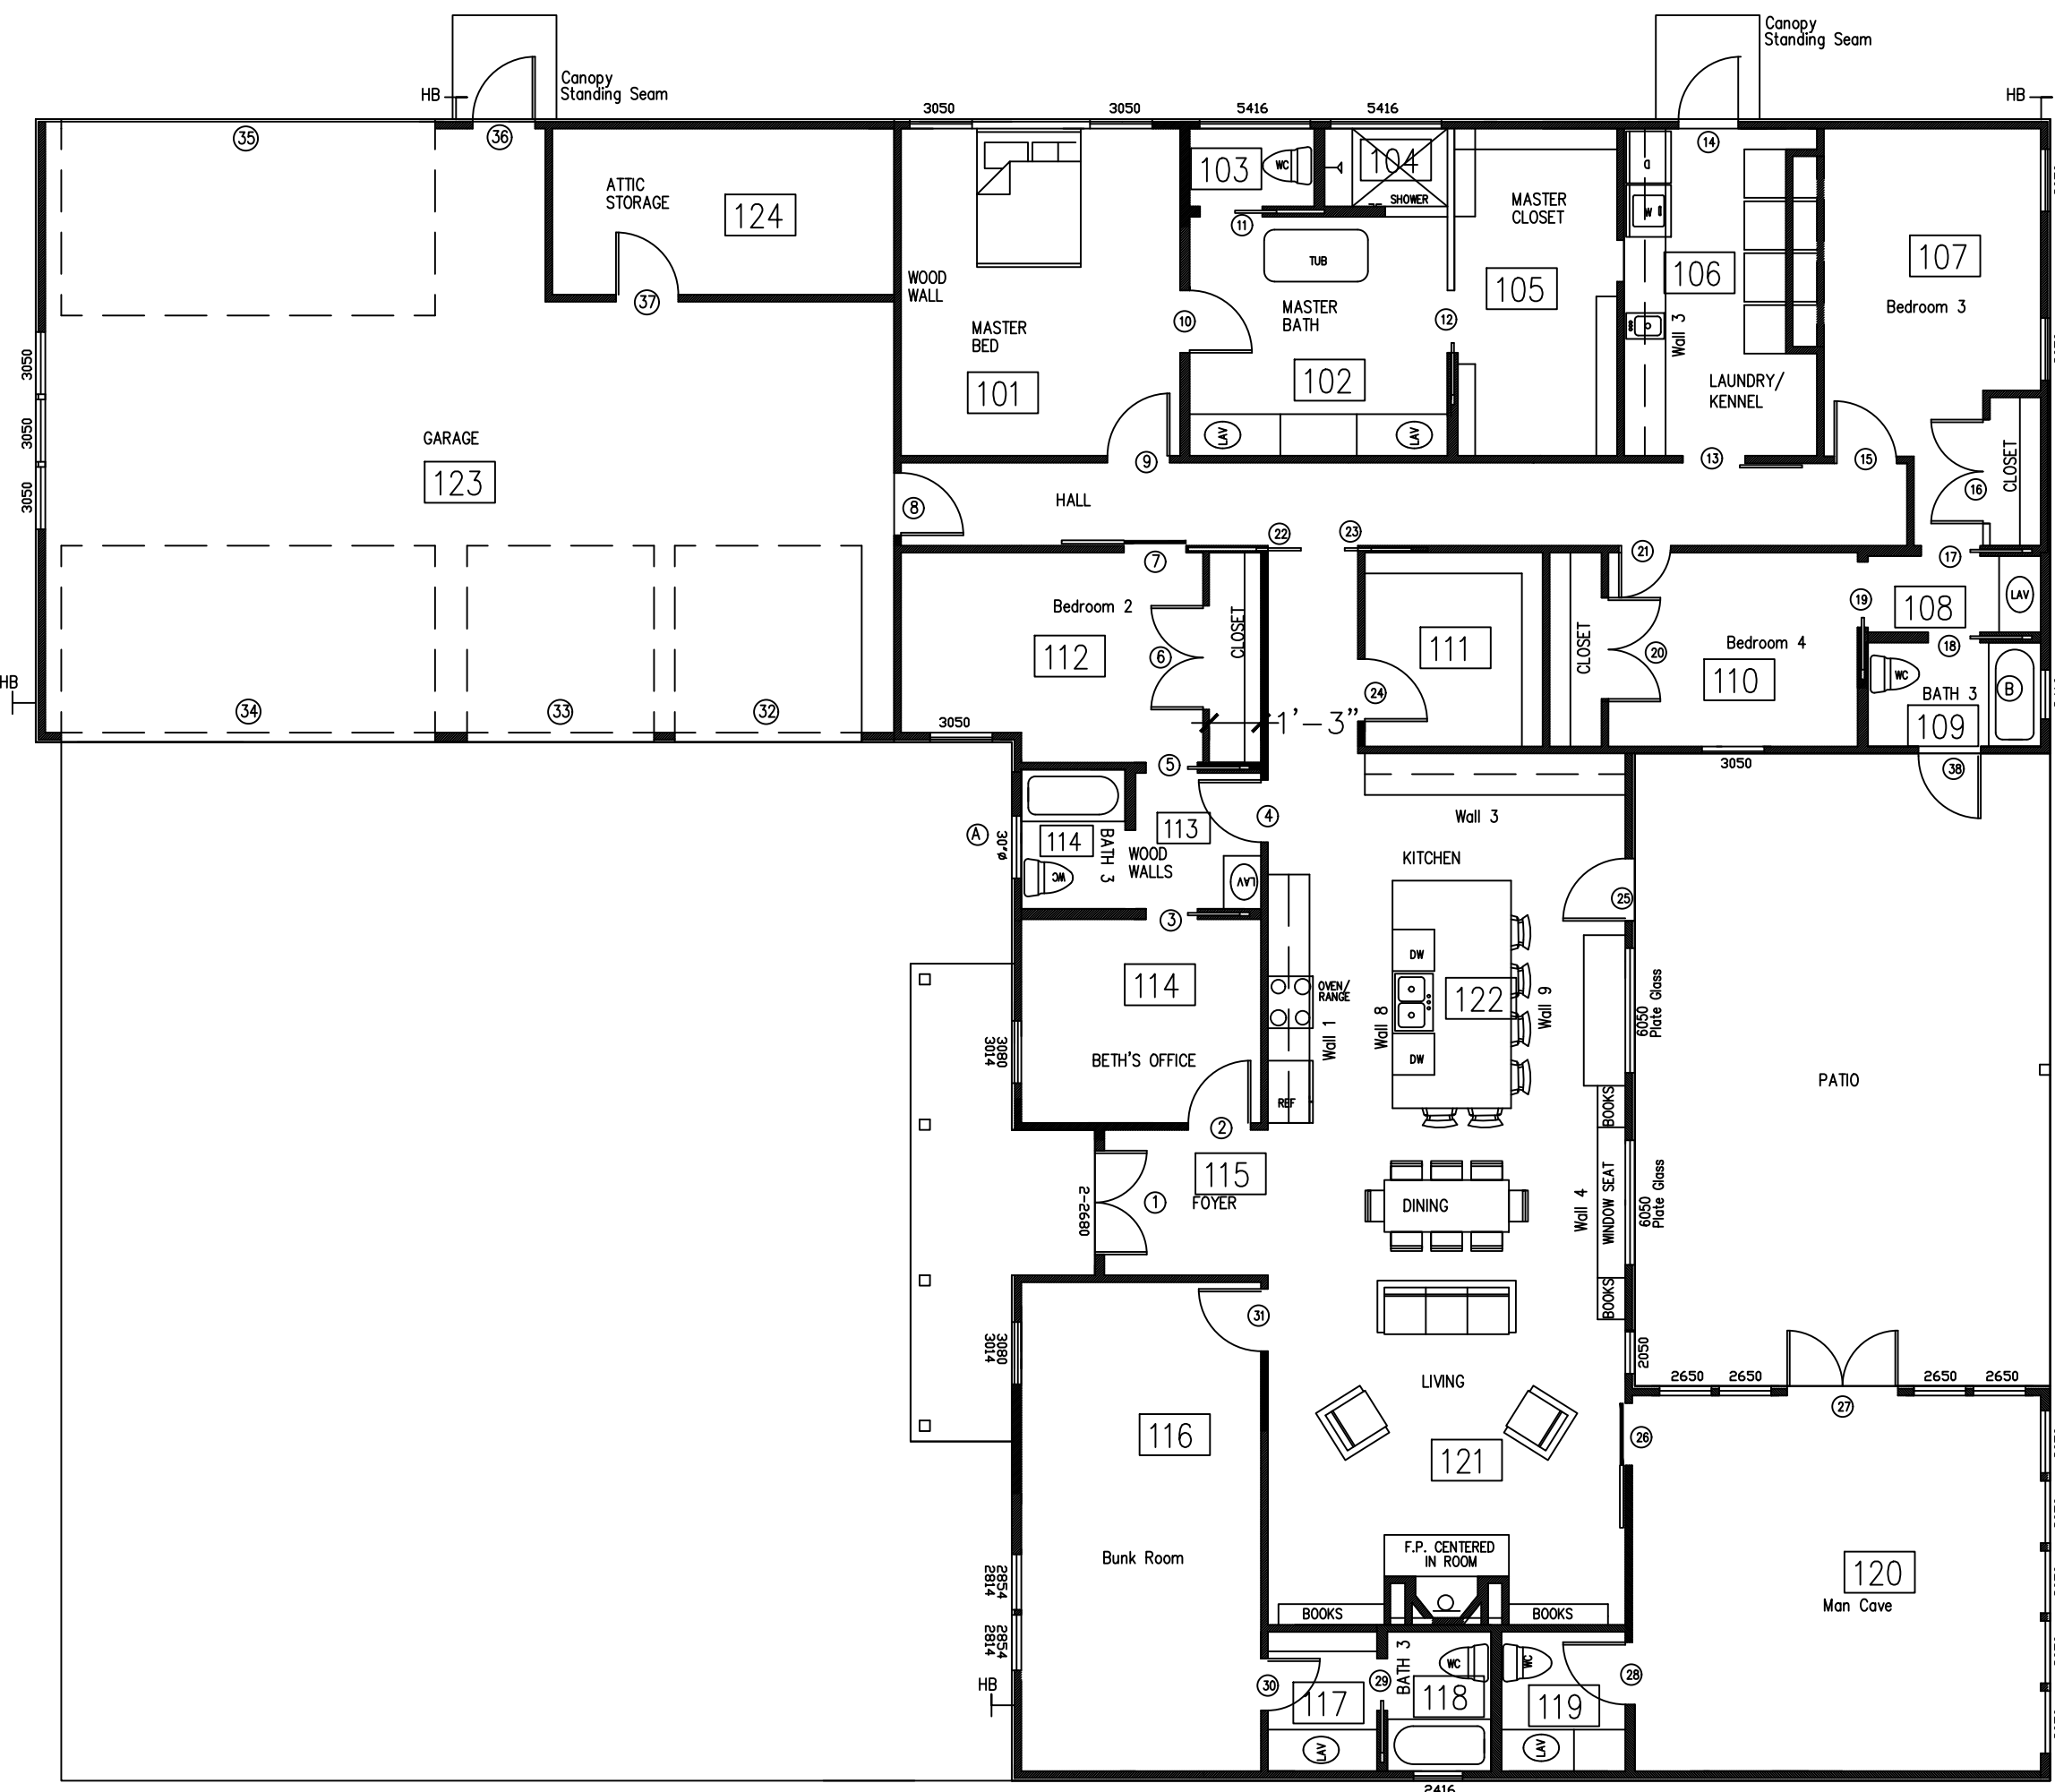 Canopy
Standing Seam
Canopy
Standing Seam
HB
HB
3050
3050
5416
5416
35
36
14
ATTIC
STORAGE
124
103
WC
104
SHOWER
MASTER
CLOSET
D
W
11
TUB
WOOD
WALL
37
10
MASTER
BATH
12
105
106
Wall 3
107
Bedroom 3
MASTER
BED
101
102
LAV
LAV
LAUNDRY/
KENNEL
3050
3050
3050
GARAGE
123
9
13
15
16
CLOSET
8
HALL
22
23
7
21
17
Bedroom 2
112
6
CLOSET
111
24
CLOSET
20
Bedroom 4
110
19
108
LAV
18
WC
BATH 3
109
B
HB
34
33
32
3050
1'-3"
3050
38
5
4
113
WOOD
WALLS
114
BATH 3
WC
LAV
A
30"ø
Wall 3
KITCHEN
25
3
DW
122
DW
Wall 8
Wall 9
OVEN/
RANGE
Wall 1
REF
114
BETH'S OFFICE
3080
3014
6050
Plate Glass
PATIO
BOOKS
WINDOW SEAT
BOOKS
Wall 4
6050
Plate Glass
2
115
FOYER
1
2-2680
DINING
31
3080
3014
2050
LIVING
2650
2650
2650
2650
27
26
116
121
Bunk Room
F.P. CENTERED
IN ROOM
120
Man Cave
2854
2814
2854
2814
BOOKS
BOOKS
HB
30
117
LAV
29
BATH 3
WC
118
WC
119
LAV
28
2416